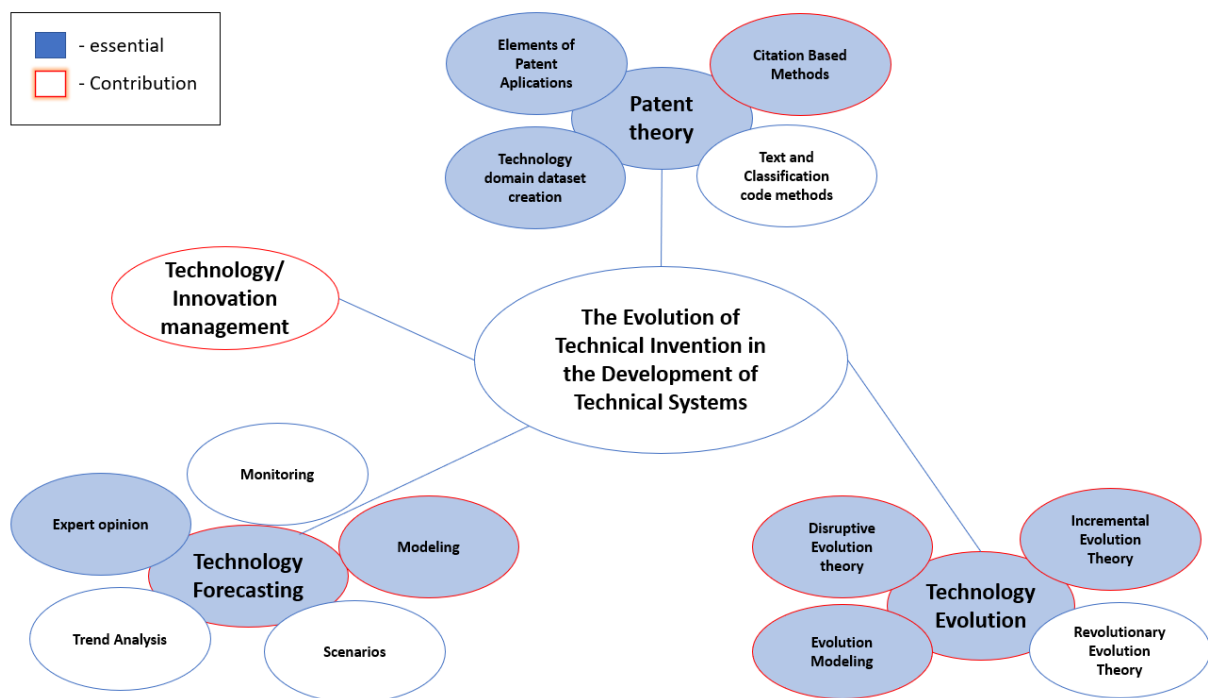 - essential
- Contribution
Elements of
Patent
Aplications
Citation Based
Methods
Patent
theory
Technology
domain dataset
creation
Text and
Classification
code methods
Technology/
Innovation
management
The Evolution of
Technical Invention in
the Development of
Technical Systems
Monitoring
Expert opinion
Modeling
Technology
Forecasting
Trend Analysis
Scenarios
Disruptive
Evolution
theory
Incremental
Evolution
Theory
Technology
Evolution
Evolution
Modeling
Revolutionary
Evolution
Theory